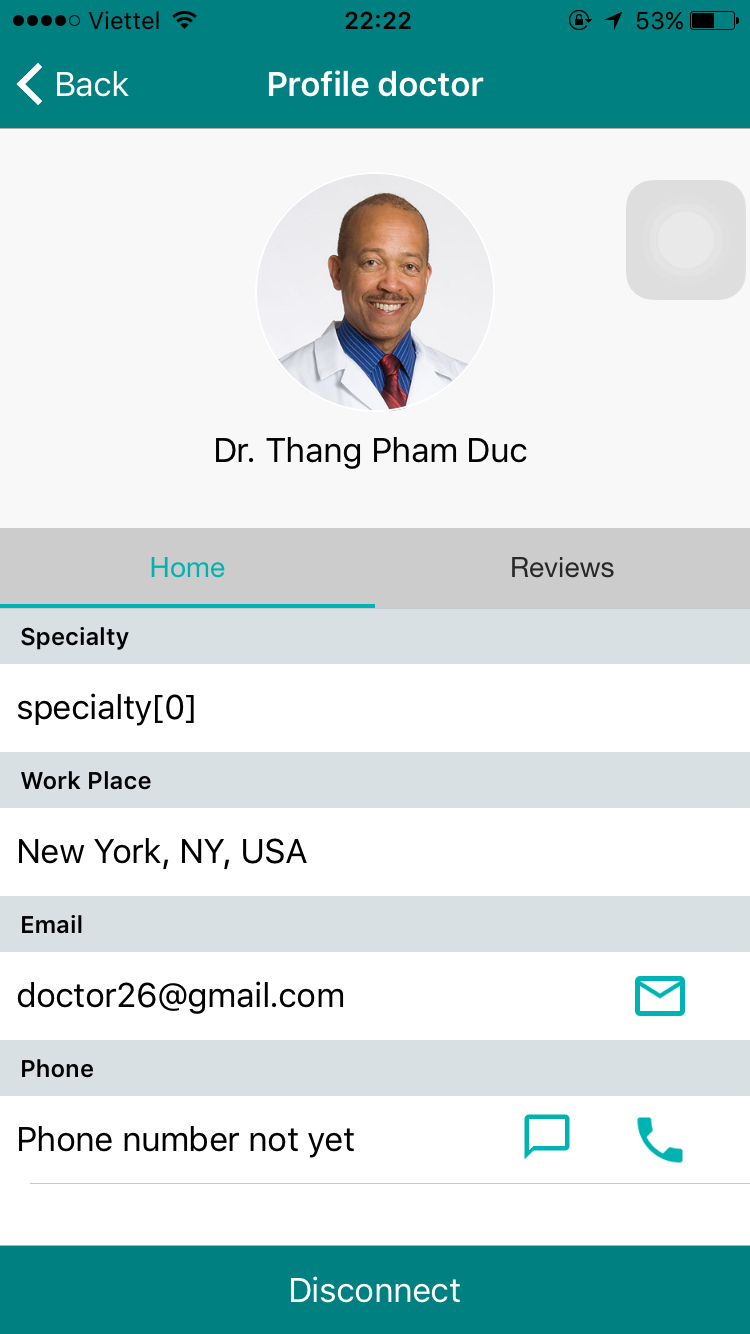 Viettel 22:22 53%
Back Profile doctor
Dr. Thang Pham Duc
Home Reviews
Specialty
specialty[0]
Work Place
New York, NY, USA
Email
doctor26@gmail.com
Phone
Phone number not yet
Disconnect